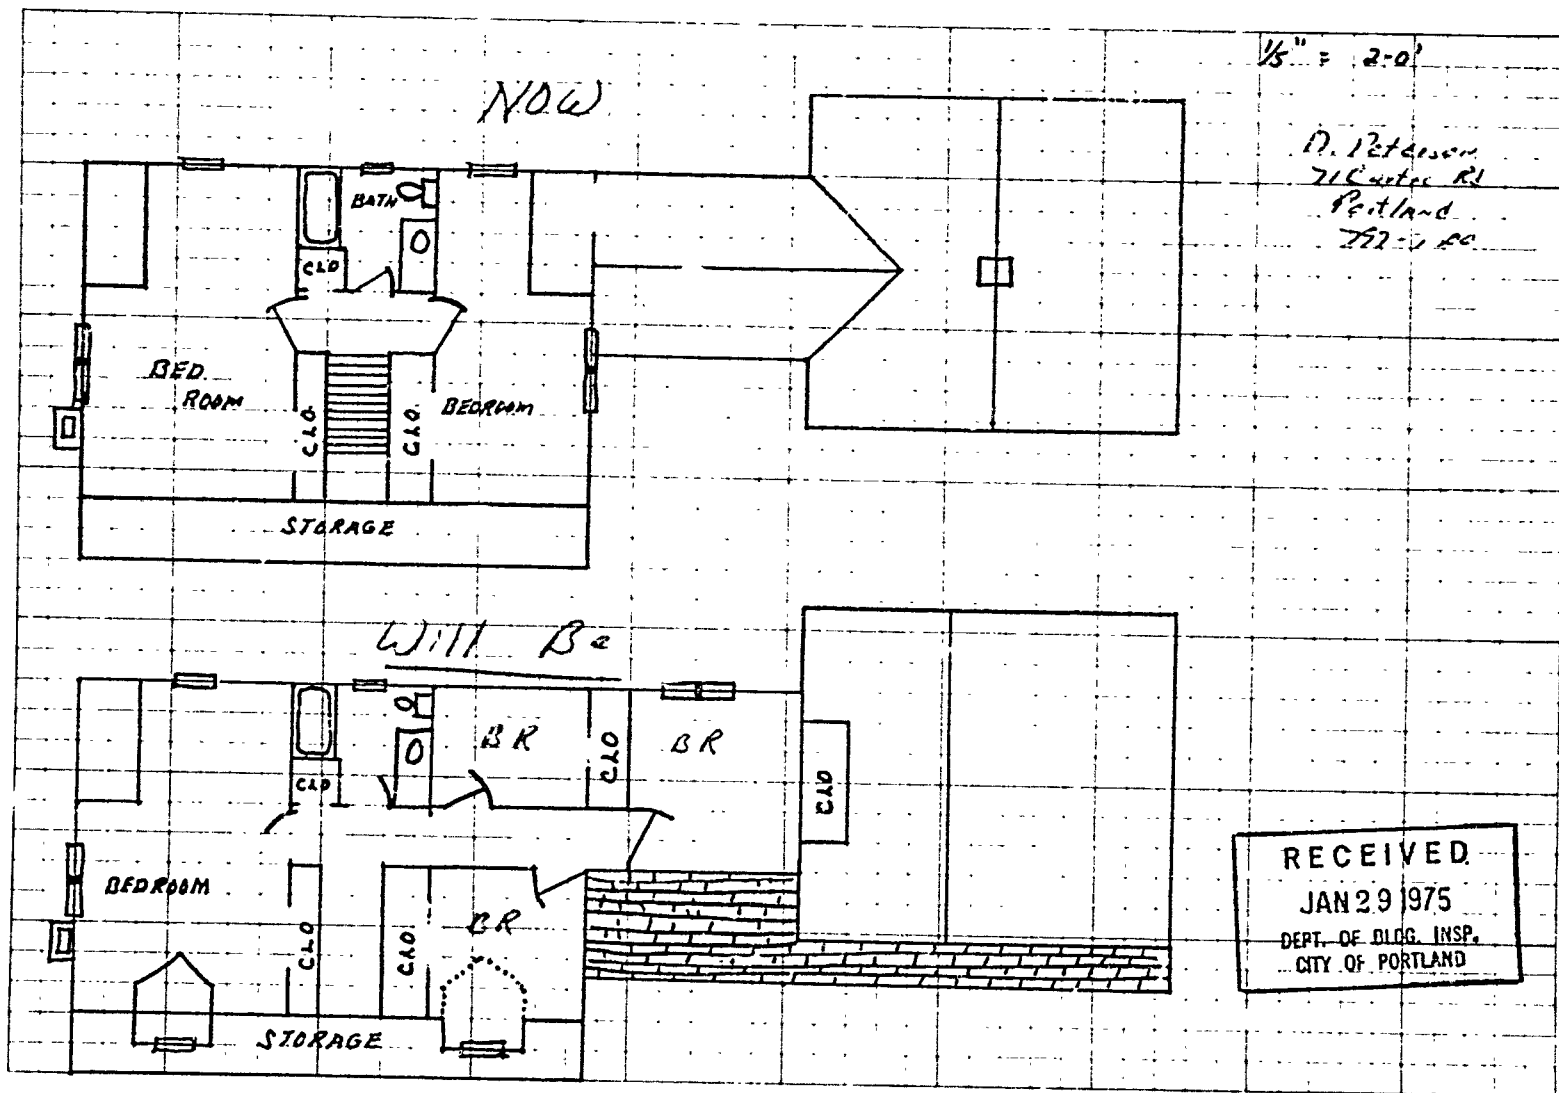 1/5" = 2-0'
NOW
D. Peterson
71 Carter Rd
Portland
BATH
CLO
BED
ROOM
CLO.
CLO.
BEDROOM
STORAGE
Will Be
BR
CLO
BR
CLO
CLO
BEDROOM
CLO
CLO.
BR
STORAGE
RECEIVED
JAN 29 1975
DEPT. OF BLDG. INSP.
CITY OF PORTLAND